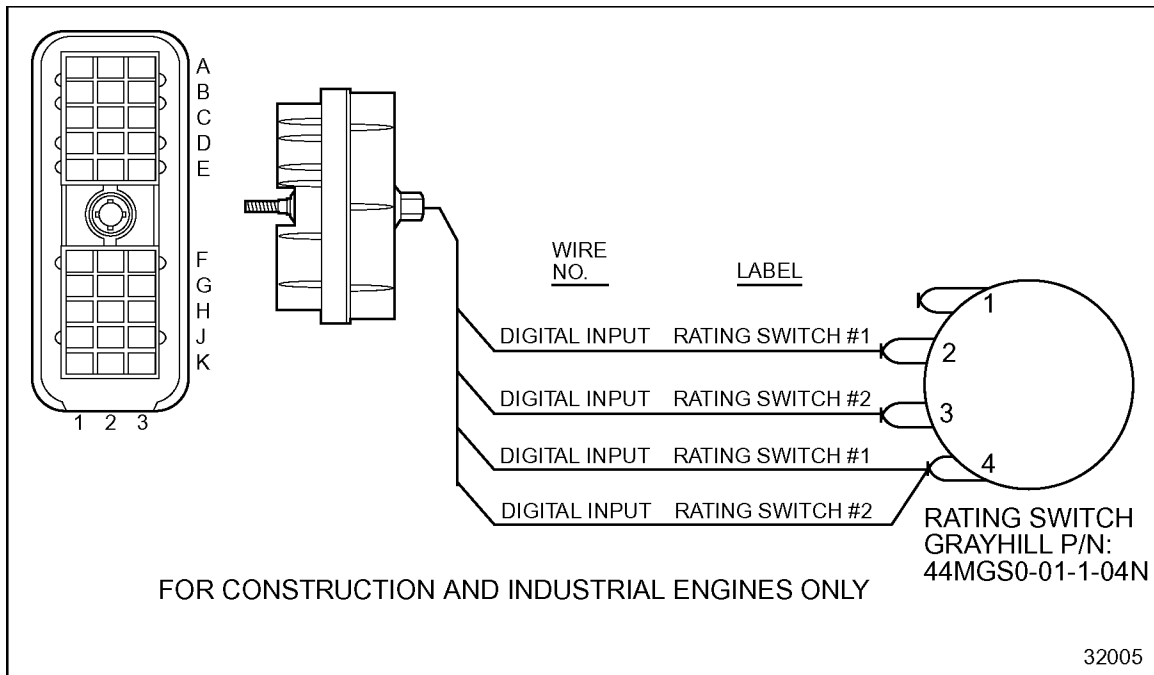 A
B
C
D
E
F
G
H
J
K
1 2 3
WIRE NO.
LABEL
DIGITAL INPUT RATING SWITCH #1
DIGITAL INPUT RATING SWITCH #2
DIGITAL INPUT RATING SWITCH #1
DIGITAL INPUT RATING SWITCH #2
1
2
3
4
RATING SWITCH
GRAYHILL P/N:
44MGS0-01-1-04N
FOR CONSTRUCTION AND INDUSTRIAL ENGINES ONLY
32005